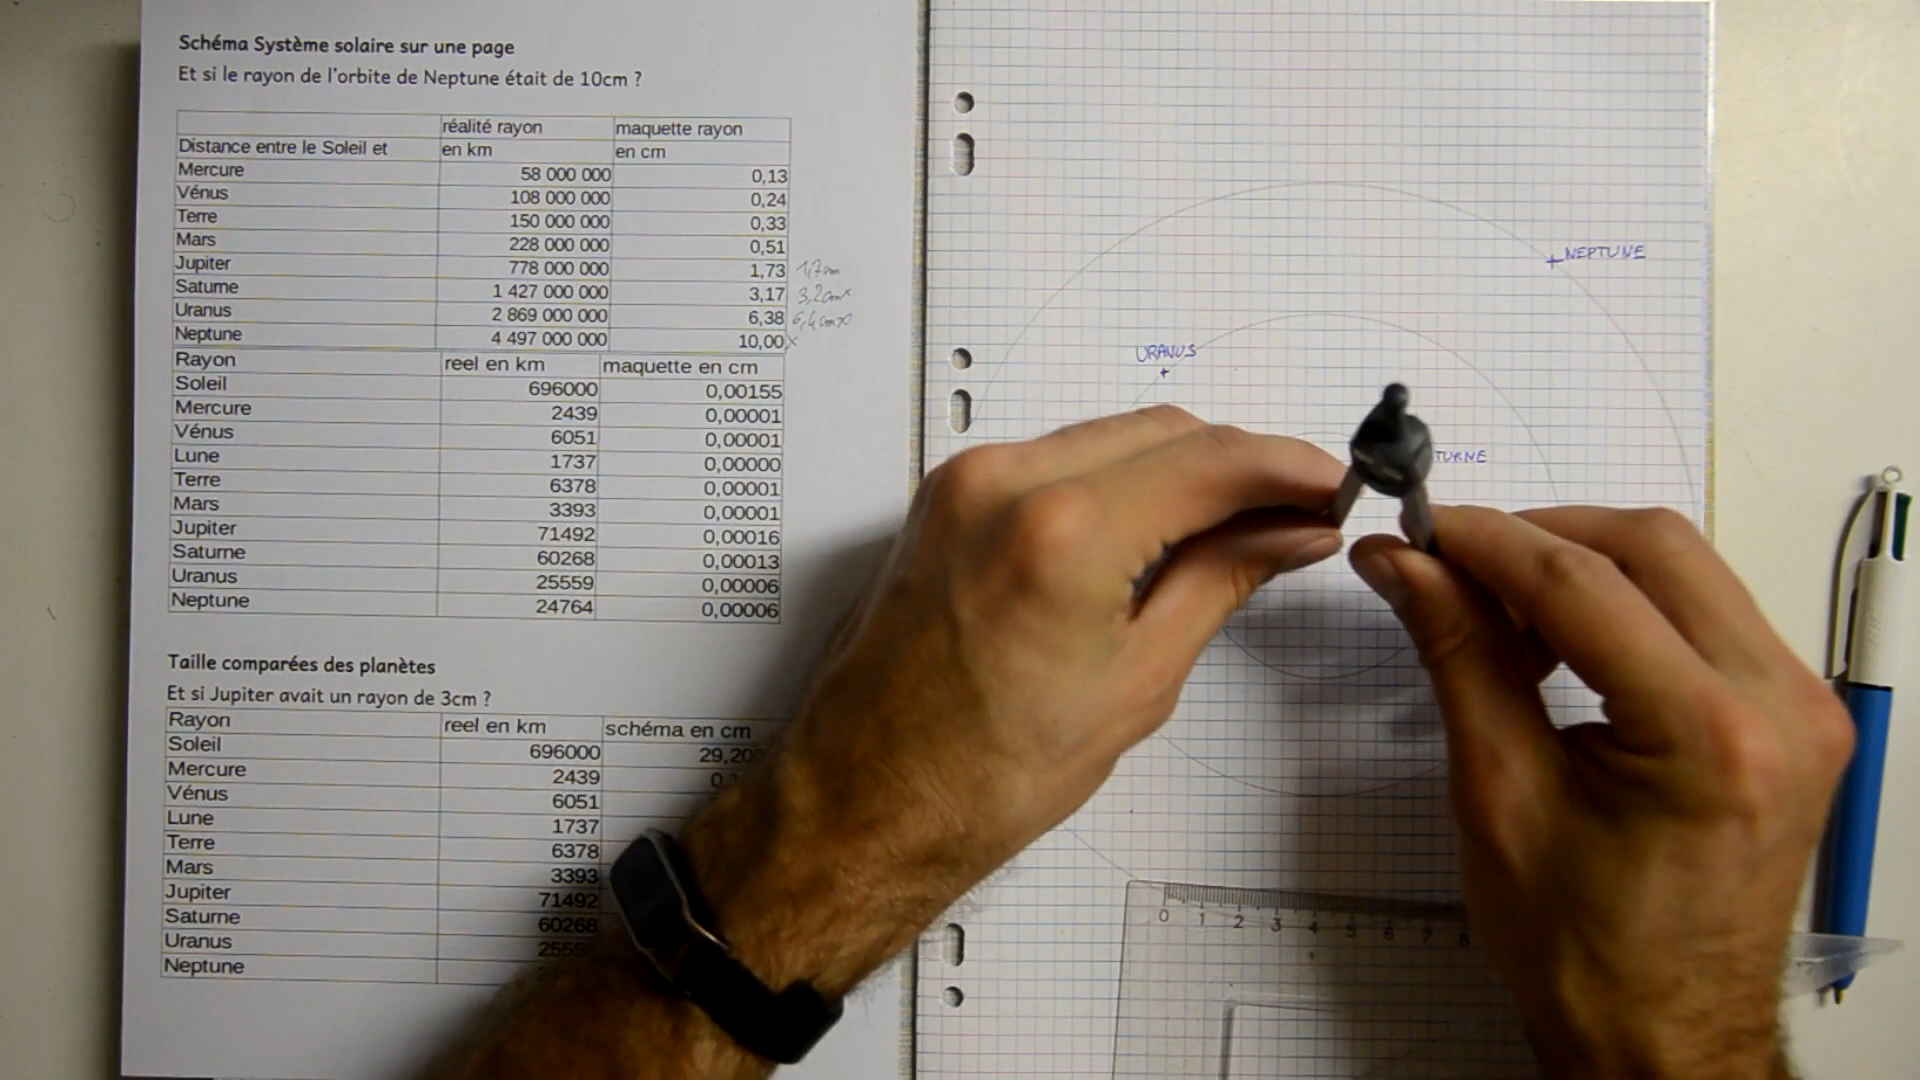 Schéma Système solaire sur une page
Et si le rayon de l'orbite de Neptune était de 10cm ?
réalité rayon maquette rayon
Distance entre le Soleil et en km en cm
Mercure 58 000 000 0,13
Vénus 108 000 000 0,24
Terre 150 000 000 0,33
Mars 228 000 000 0,51
Jupiter 778 000 000 1,73 1,7cm
Saturne 1 427 000 000 3,17 3,2cm x
Uranus 2 869 000 000 6,38 6,4cm x
Neptune 4 497 000 000 10,00 x
Rayon reel en km maquette en cm
Soleil 696000 0,00155
Mercure 2439 0,00001
Vénus 6051 0,00001
Lune 1737 0,00000
Terre 6378 0,00001
Mars 3393 0,00001
Jupiter 71492 0,00016
Saturne 60268 0,00013
Uranus 25559 0,00006
Neptune 24764 0,00006
Taille comparées des planètes
Et si Jupiter avait un rayon de 3cm ?
Rayon reel en km schéma en cm
Soleil 696000 29,20
Mercure 2439
Vénus 6051
Lune 1737
Terre 6378
Mars 3393
Jupiter 71492
Saturne 60268
Uranus 2555
Neptune
NEPTUNE
URANUS
TURNE
0 1 2 3 4 5 6 7 8